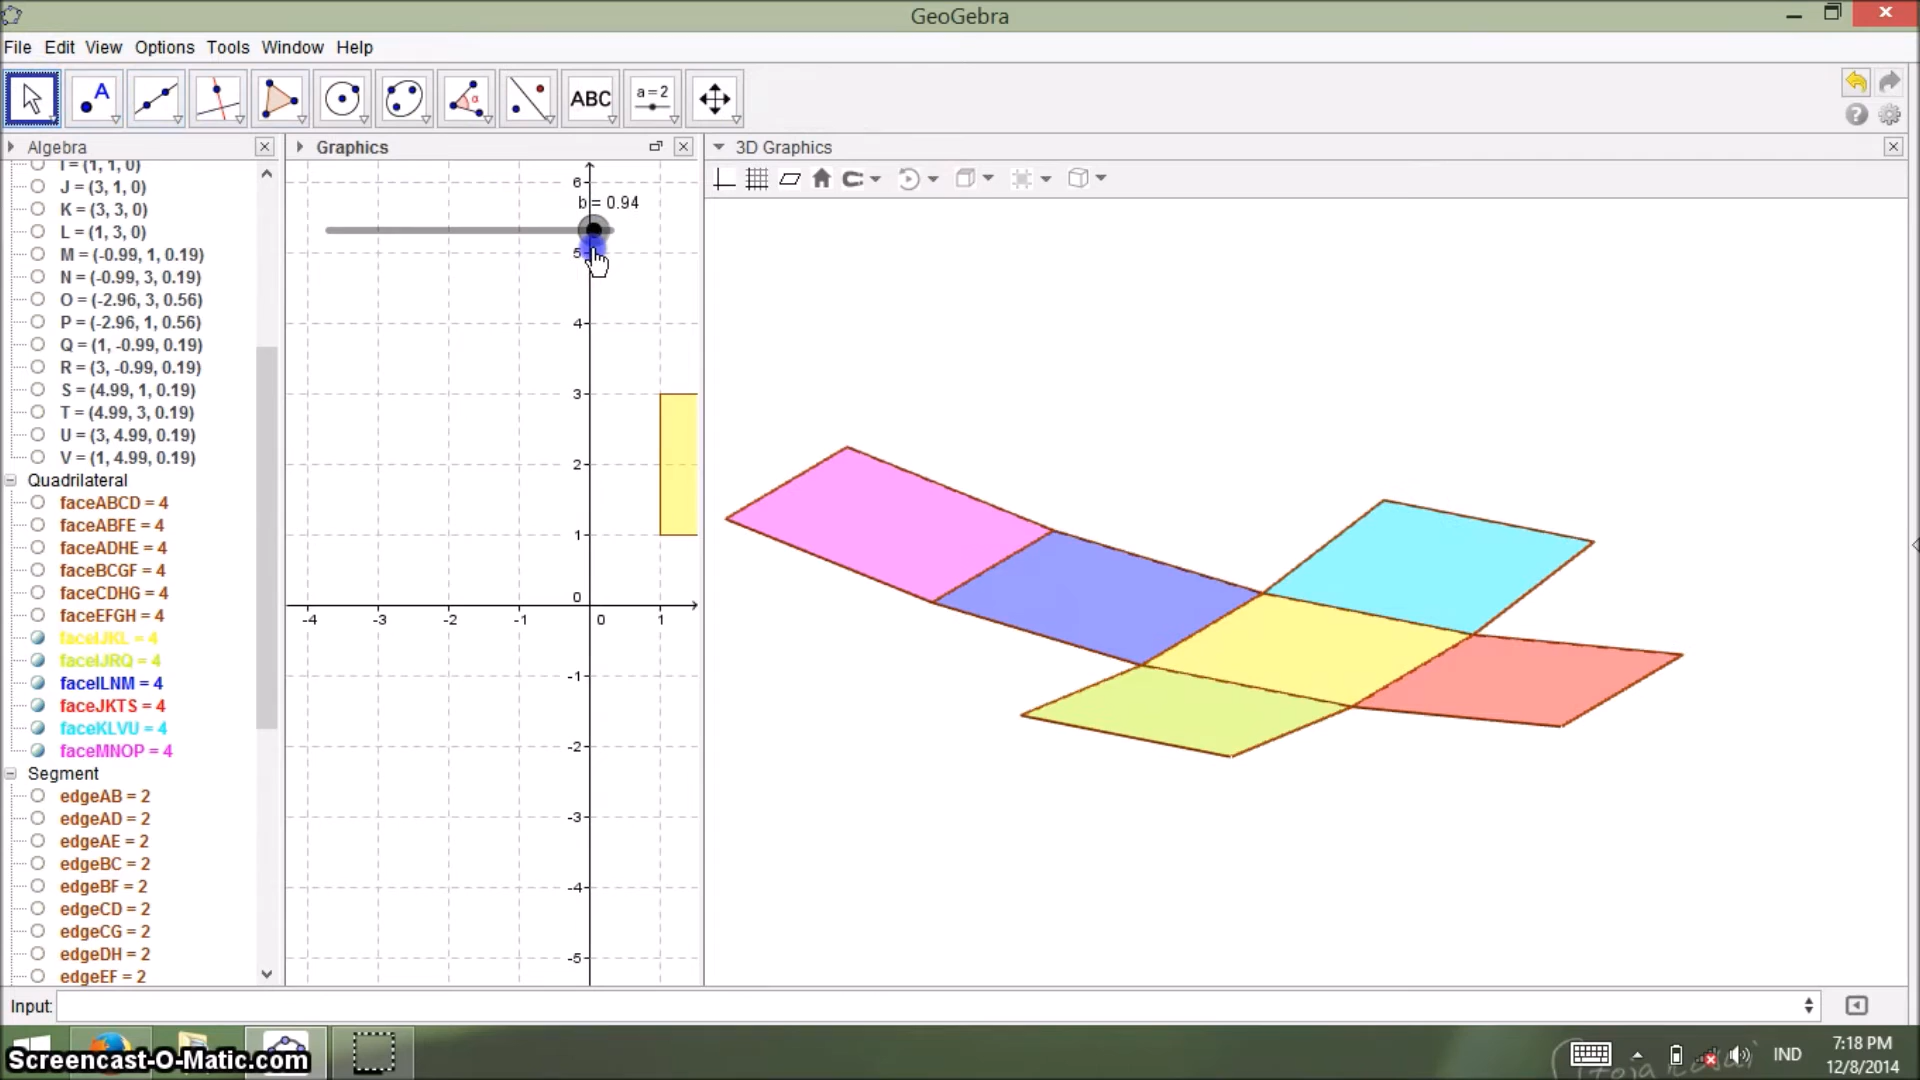 GeoGebra
File Edit View Options Tools Window Help
A
α
ABC
a = 2
Algebra
Graphics
3D Graphics
I = (1, 1, 0)
J = (3, 1, 0)
K = (3, 3, 0)
L = (1, 3, 0)
M = (-0.99, 1, 0.19)
N = (-0.99, 3, 0.19)
O = (-2.96, 3, 0.56)
P = (-2.96, 1, 0.56)
Q = (1, -0.99, 0.19)
R = (3, -0.99, 0.19)
S = (4.99, 1, 0.19)
T = (4.99, 3, 0.19)
U = (3, 4.99, 0.19)
V = (1, 4.99, 0.19)
Quadrilateral
faceABCD = 4
faceABFE = 4
faceADHE = 4
faceBCGF = 4
faceCDHG = 4
faceEFGH = 4
faceIJKL = 4
faceIJRQ = 4
faceILNM = 4
faceJKTS = 4
faceKLVU = 4
faceMNOP = 4
Segment
edgeAB = 2
edgeAD = 2
edgeAE = 2
edgeBC = 2
edgeBF = 2
edgeCD = 2
edgeCG = 2
edgeDH = 2
edgeEF = 2
b = 0.94
6
5
4
3
2
1
0
-4 -3 -2 -1 0 1
-1
-2
-3
-4
-5
Input:
Screencast-O-Matic.com
IND
7:18 PM
12/8/2014